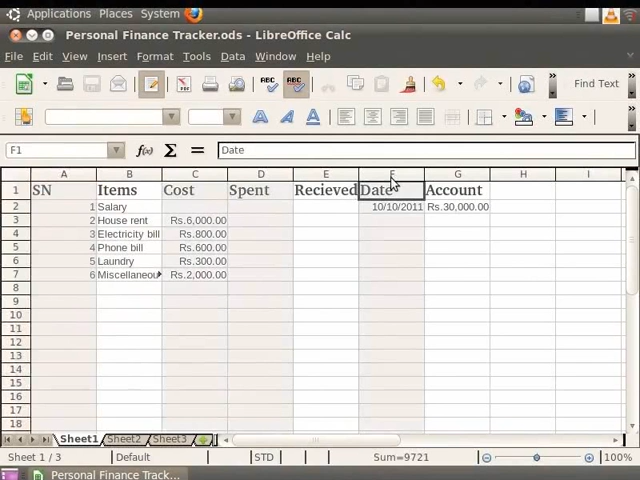 Applications Places System
Personal Finance Tracker.ods - LibreOffice Calc
File Edit View Insert Format Tools Data Window Help
ABC ABC Find Text
F1 f(x) Σ = Date
A B C D E F G H I
1 SN Items Cost Spent Recieved Date Account
2 1 Salary 10/10/2011 Rs.30,000.00
3 2 House rent Rs.6,000.00
4 3 Electricity bill Rs.800.00
5 4 Phone bill Rs.600.00
6 5 Laundry Rs.300.00
7 6 Miscellaneou Rs.2,000.00
8
9
10
11
12
13
14
15
16
17
18
Sheet1 Sheet2 Sheet3
Sheet 1 / 3 Default STD Sum=9721 100%
Personal Finance Track...